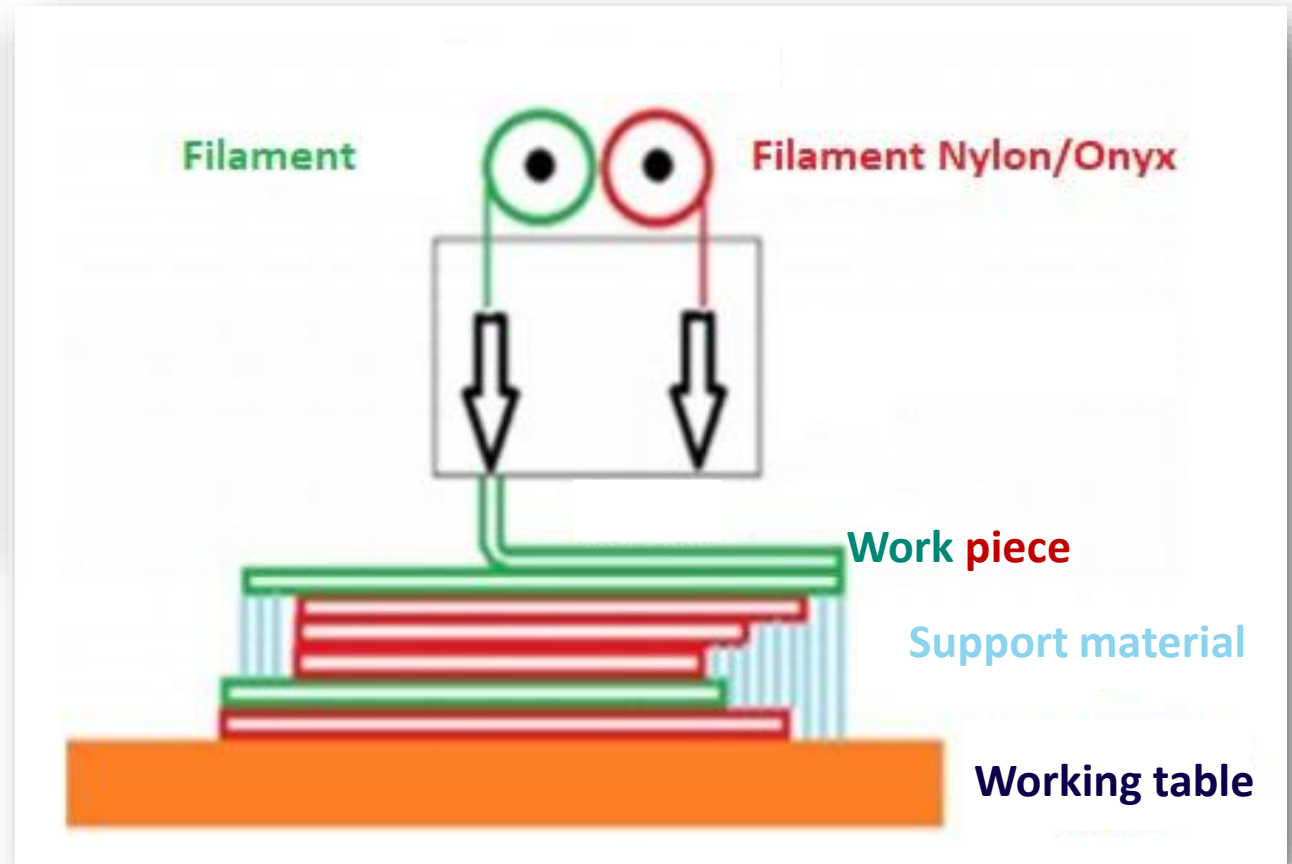 Filament
Filament Nylon/Onyx
Work piece
Support material
Working table